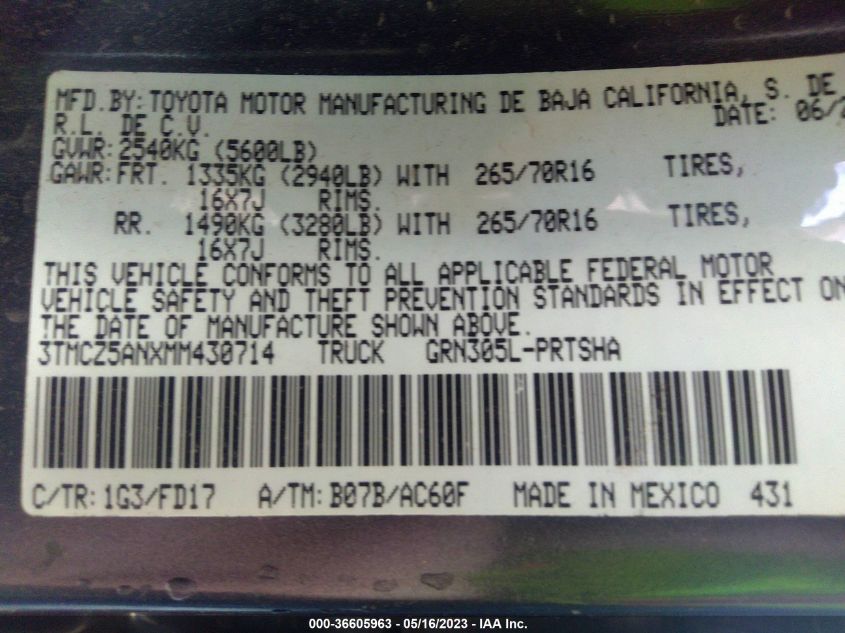 MFD.BY: TOYOTA MOTOR MANUFACTURING DE BAJA CALIFORNIA, S. DE
R.L. DE C.V. DATE: 06/2
GVWR: 2540KG (5600LB)
GAWR: FRT. 1335KG (2940LB) WITH 265/70R16 TIRES,
16X7J RIMS.
RR. 1490KG (3280LB) WITH 265/70R16 TIRES,
16X7J RIMS.
THIS VEHICLE CONFORMS TO ALL APPLICABLE FEDERAL MOTOR
VEHICLE SAFETY AND THEFT PREVENTION STANDARDS IN EFFECT ON
THE DATE OF MANUFACTURE SHOWN ABOVE.
3TMCZ5ANXMM430714 TRUCK GRN305L-PRTSHA
C/TR: 1G3/FD17 A/TM: B07B/AC60F MADE IN MEXICO 431
000-36605963 - 05/16/2023 - IAA Inc.